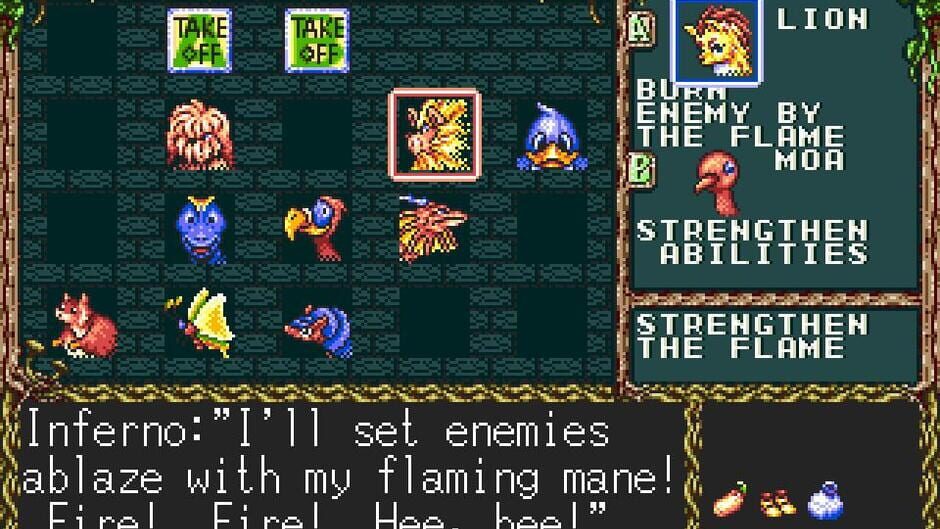 TAKE OFF
TAKE OFF
A
LION
BURN
ENEMY BY
THE FLAME
P
MOA
STRENGTHEN
ABILITIES
STRENGTHEN
THE FLAME
Inferno:"I'll set enemies
ablaze with my flaming mane!
Fire! Fire! Hee, hee!"